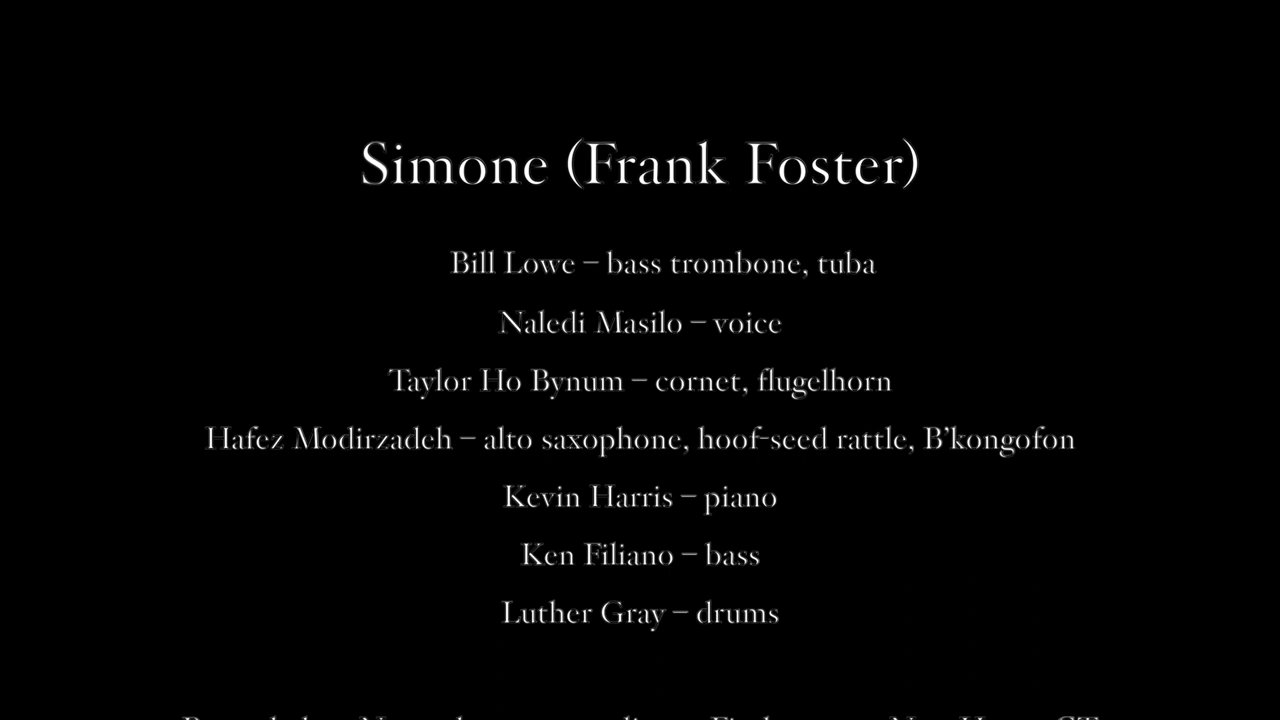 Simone (Frank Foster)
Bill Lowe – bass trombone, tuba
Naledi Masilo – voice
Taylor Ho Bynum – cornet, flugelhorn
Hafez Modirzadeh – alto saxophone, hoof-seed rattle, B’kongofon
Kevin Harris – piano
Ken Filiano – bass
Luther Gray – drums